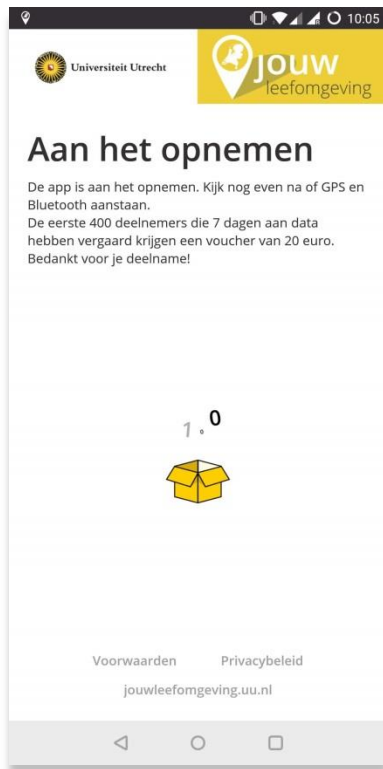 10:05
Universiteit Utrecht
jouw
leefomgeving
Aan het opnemen
De app is aan het opnemen. Kijk nog even na of GPS en
Bluetooth aanstaan.
De eerste 400 deelnemers die 7 dagen aan data
hebben vergaard krijgen een voucher van 20 euro.
Bedankt voor je deelname!
1 0 0
Voorwaarden Privacybeleid
jouwleefomgeving.uu.nl